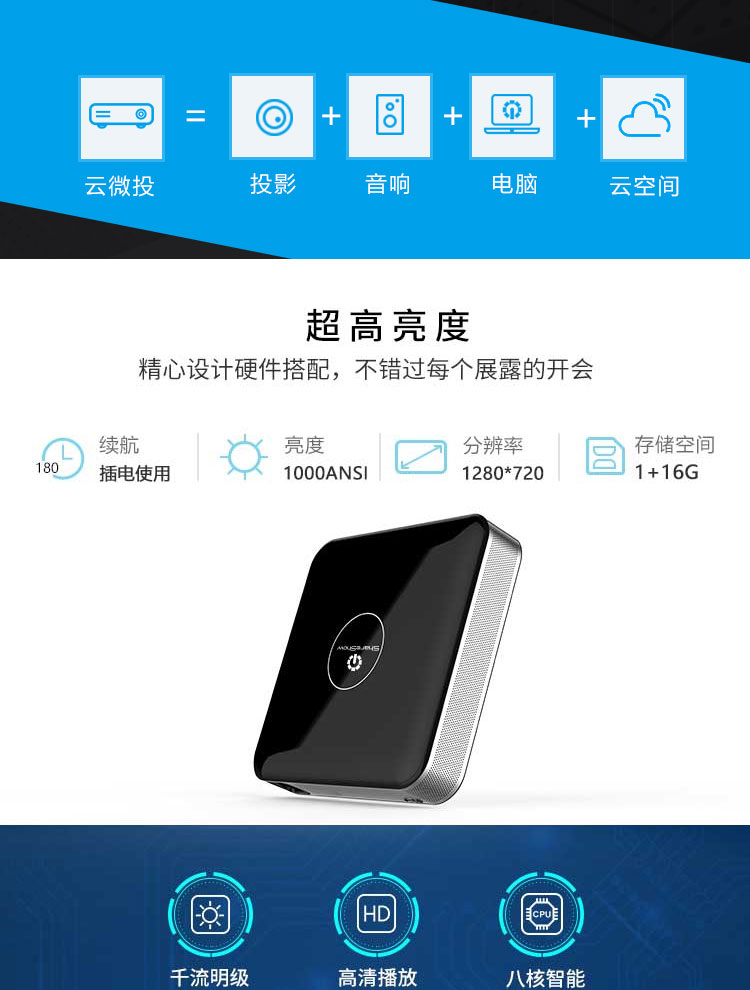 云微投 = 投影 + 音响 + 电脑 + 云空间
超高亮度
精心设计硬件搭配，不错过每个展露的开会
180
续航
插电使用
亮度
1000ANSI
分辨率
1280*720
存储空间
1+16G
ShareShow
HD
CPU
千流明级
高清播放
八核智能